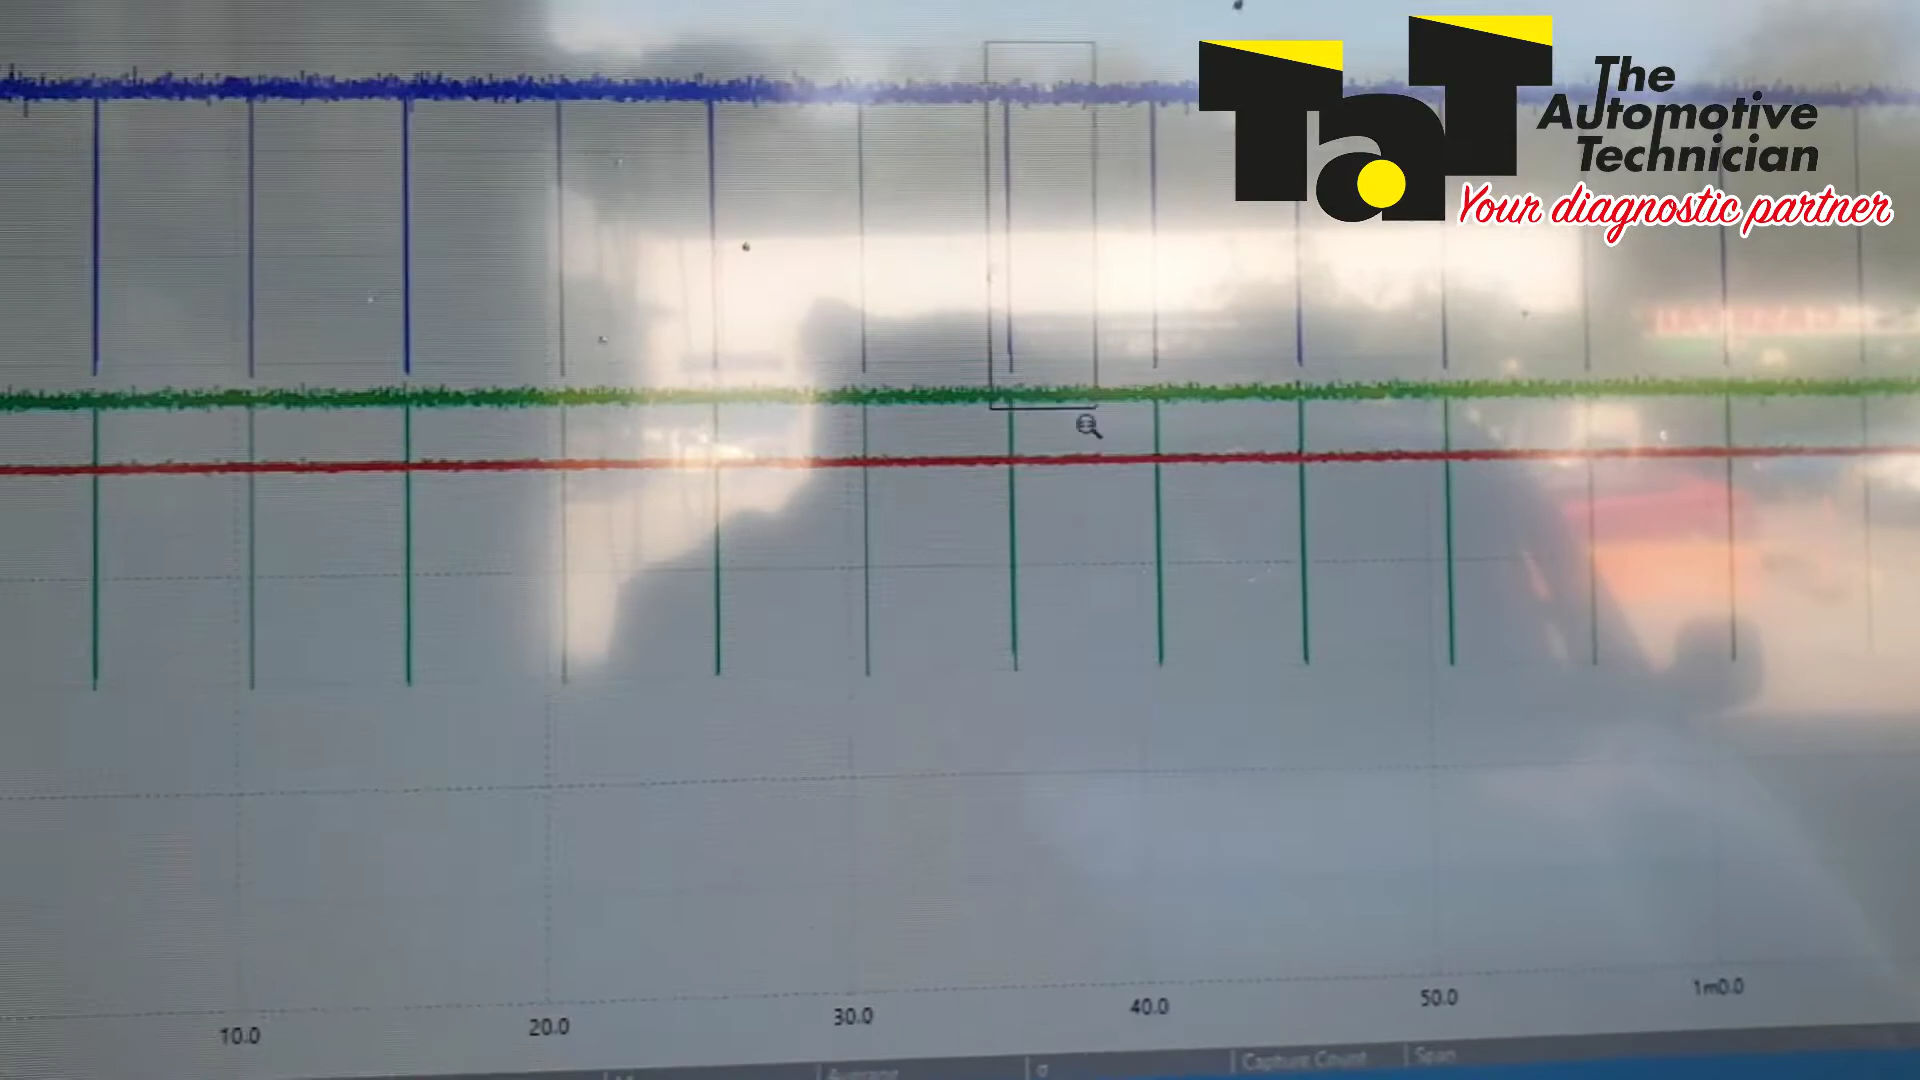 TaT
The
Automotive
Technician
Your diagnostic partner
10.0
20.0
30.0
40.0
50.0
1m0.0
Average
σ
Capture Count
Span